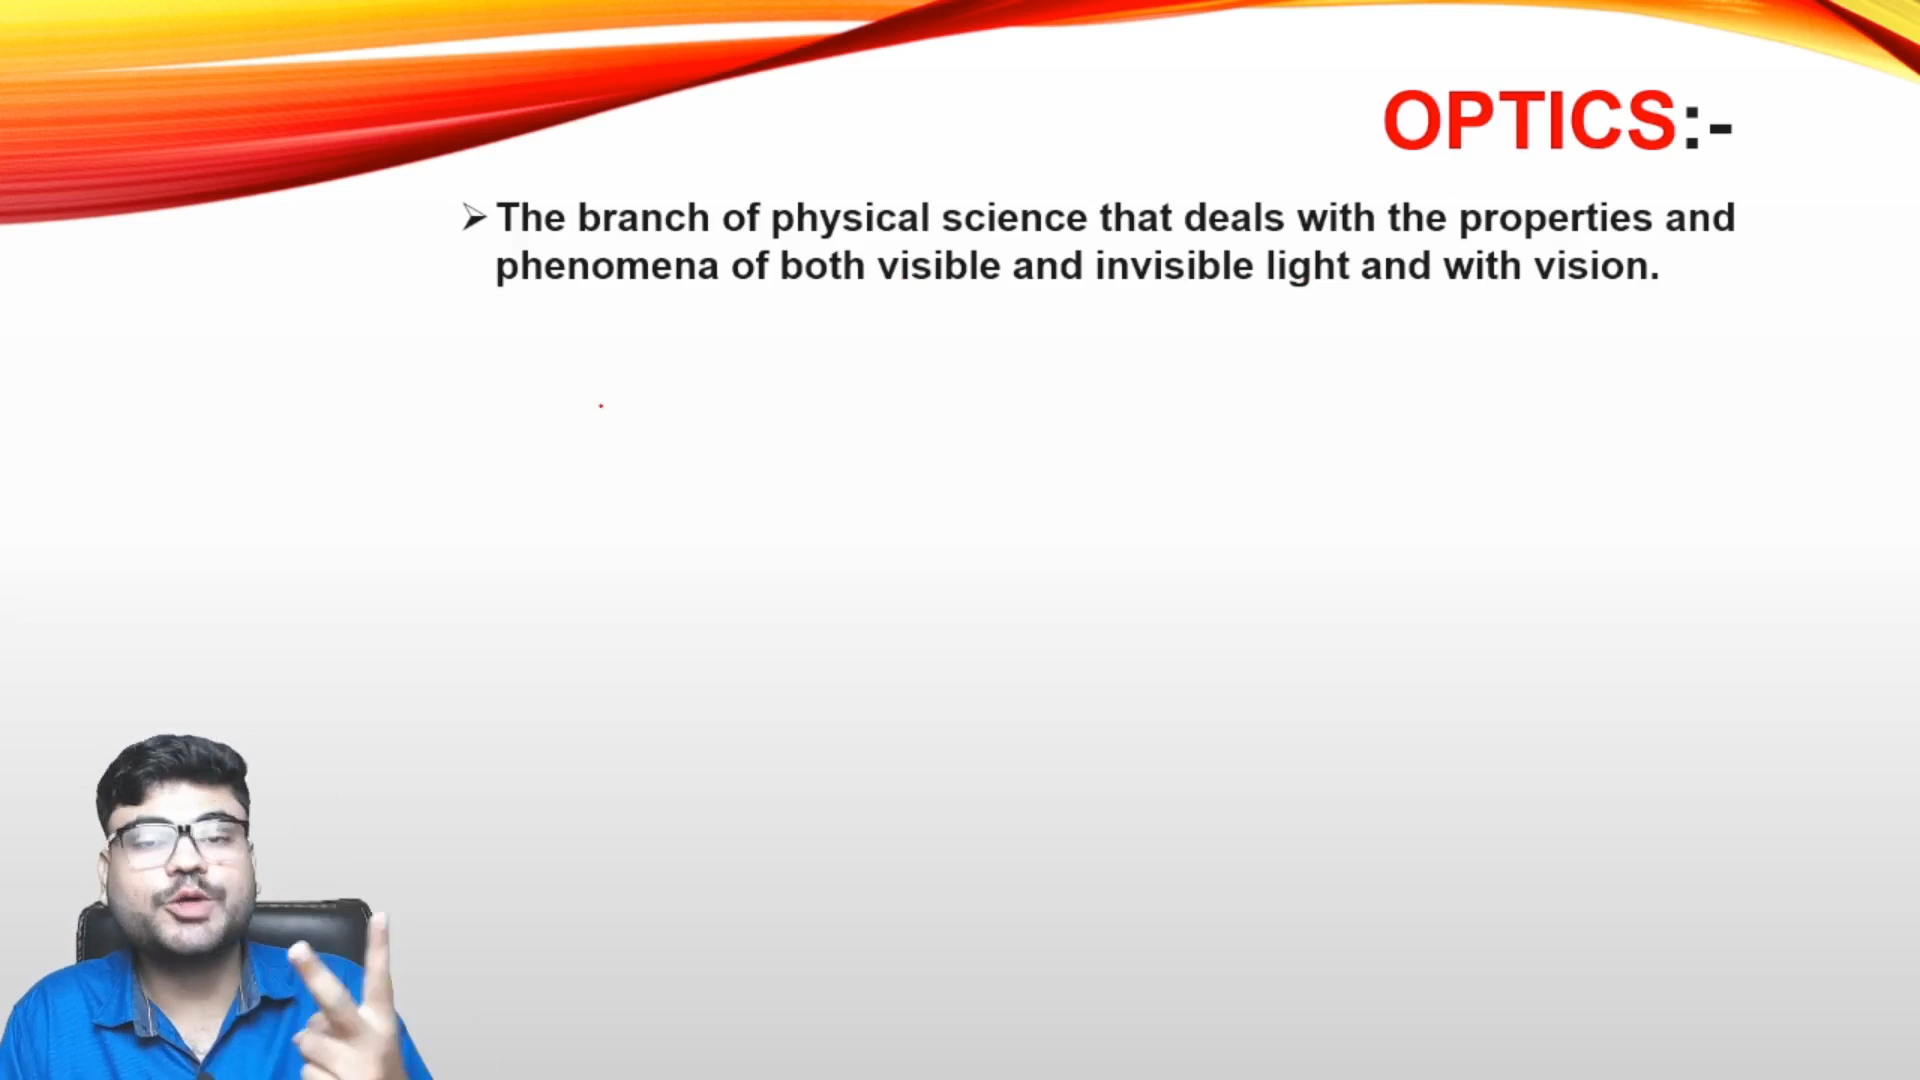 OPTICS:-
➢ The branch of physical science that deals with the properties and
phenomena of both visible and invisible light and with vision.